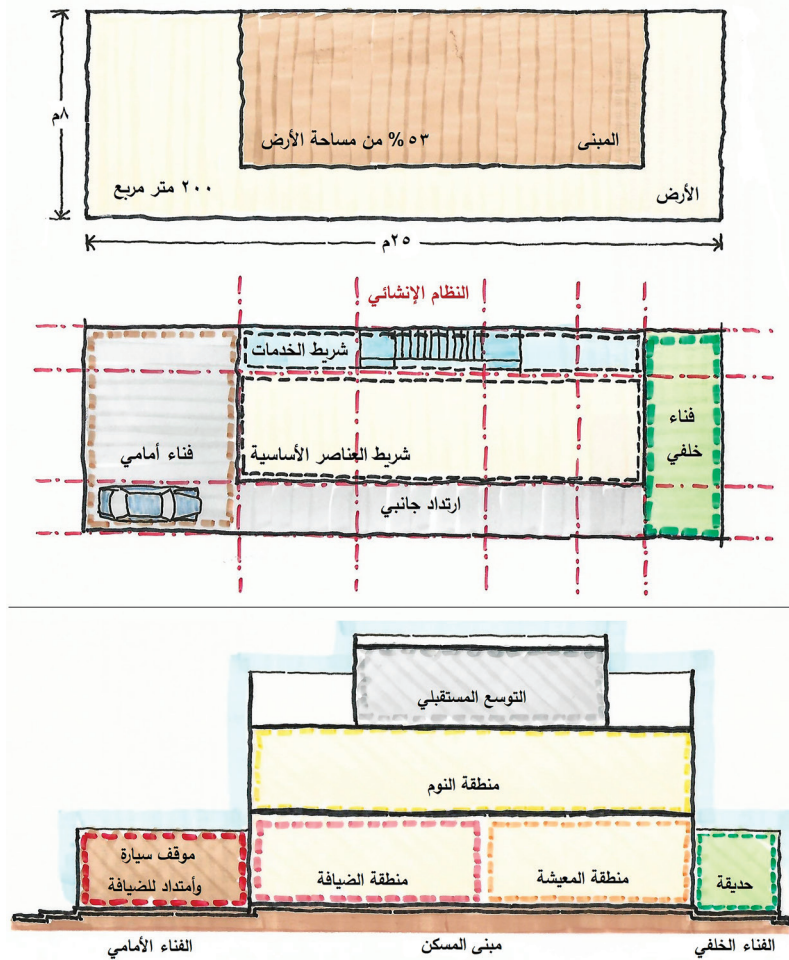 ٨م
المبنى
٥٣ % من مساحة الأرض
الأرض
٢٠٠ متر مربع
٢٥م
النظام الإنشائي
شريط الخدمات
فناء
خلفي
فناء أمامي
شريط العناصر الأساسية
ارتداد جانبي
التوسع المستقبلي
منطقة النوم
موقف سيارة
وأمتداد للضيافة
منطقة الضيافة
منطقة المعيشة
حديقة
الفناء الخلفي
مبنى المسكن
الفناء الأمامي